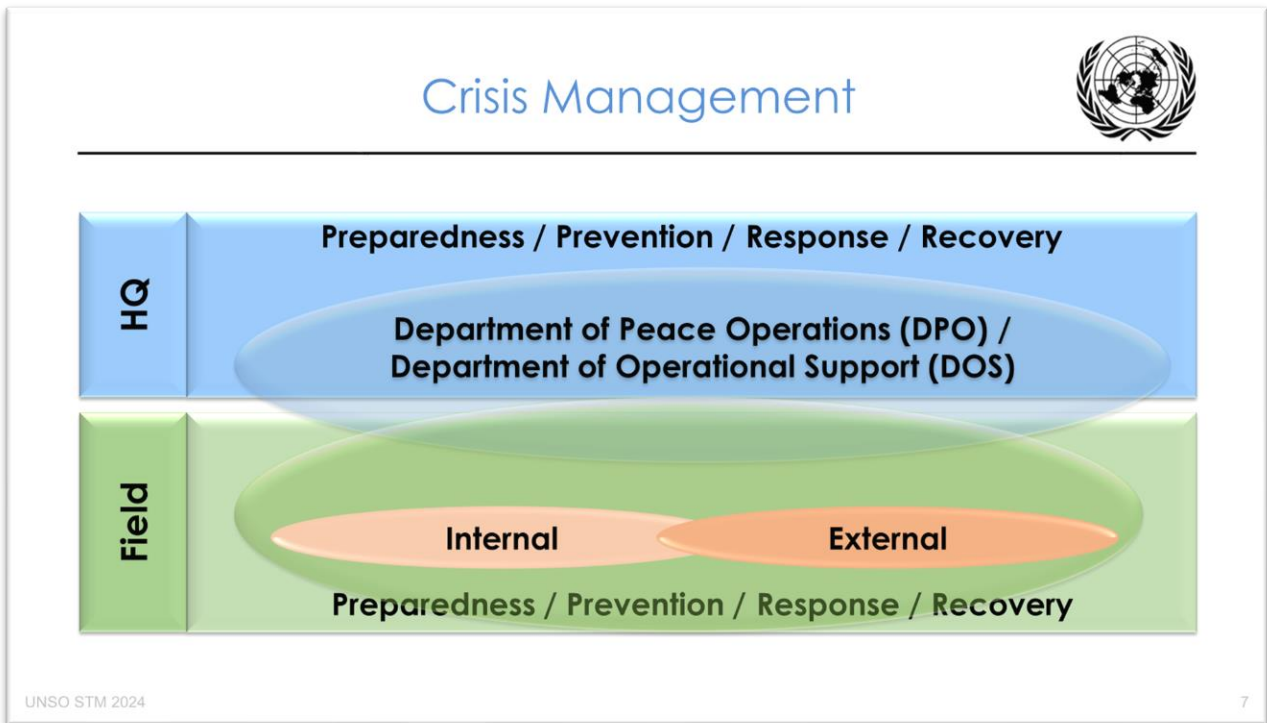 Crisis Management
HQ
Preparedness / Prevention / Response / Recovery
Department of Peace Operations (DPO) /
Department of Operational Support (DOS)
Field
Internal
External
Preparedness / Prevention / Response / Recovery
UNSO STM 2024
7